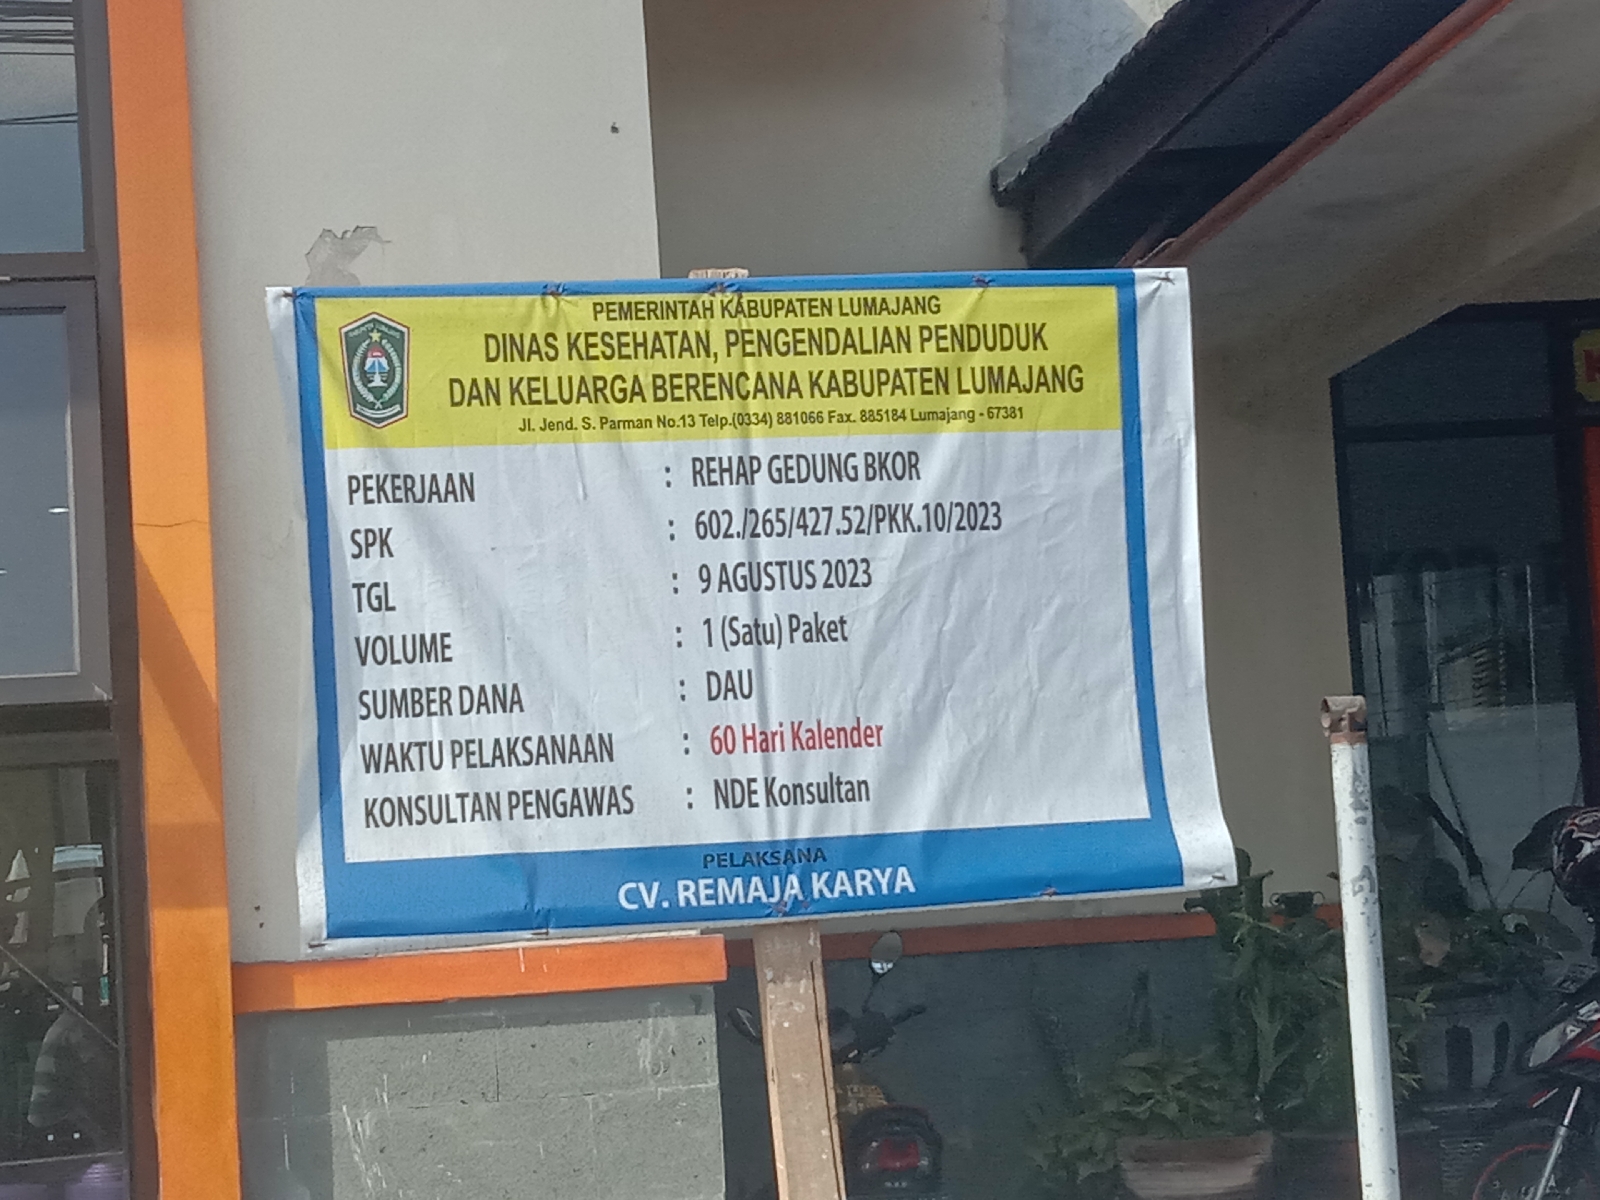 PEMERINTAH KABUPATEN LUMAJANG
DINAS KESEHATAN, PENGENDALIAN PENDUDUK
DAN KELUARGA BERENCANA KABUPATEN LUMAJANG
Jl. Jend. S. Parman No.13 Telp.(0334) 881066 Fax. 885184 Lumajang - 67381
PEKERJAAN : REHAP GEDUNG BKOR
SPK : 602./265/427.52/PKK.10/2023
TGL : 9 AGUSTUS 2023
VOLUME : 1 (Satu) Paket
SUMBER DANA : DAU
WAKTU PELAKSANAAN : 60 Hari Kalender
KONSULTAN PENGAWAS : NDE Konsultan
PELAKSANA
CV. REMAJA KARYA